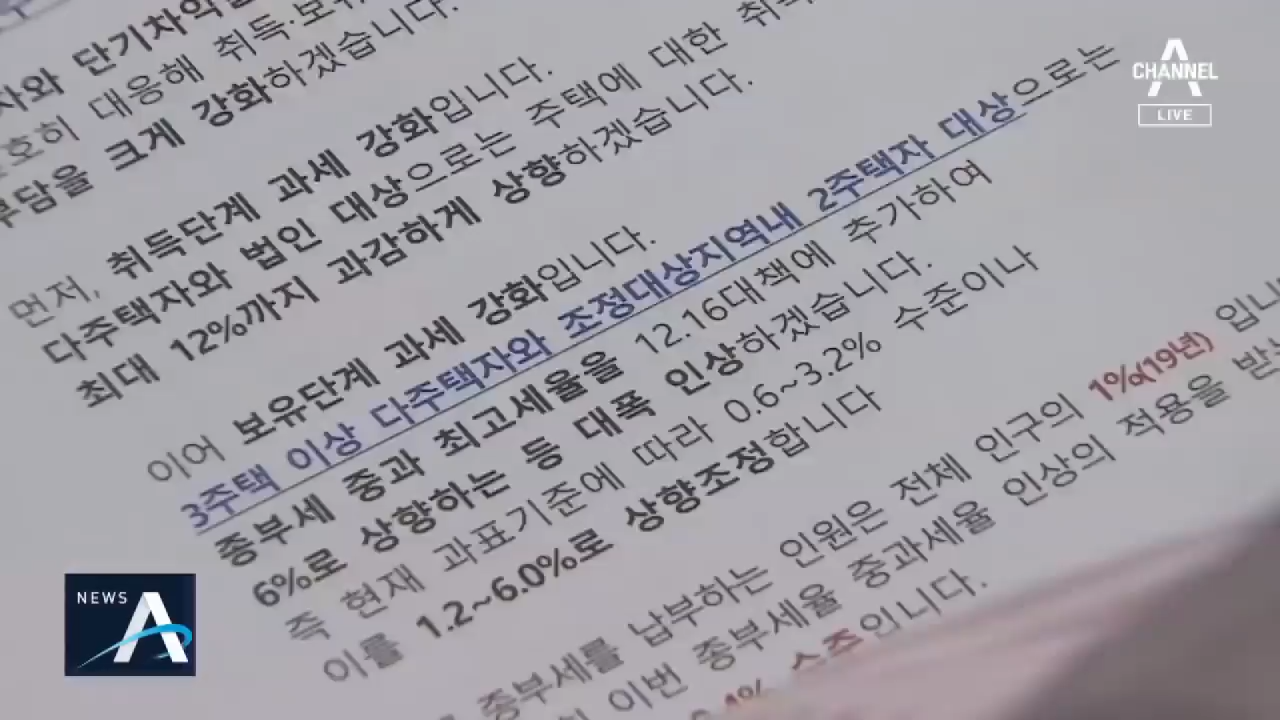 자와 단기차익
호히 대응해 취득·보유
부담을 크게 강화하겠습니다.
먼저, 취득단계 과세 강화입니다.
다주택자와 법인 대상으로는 주택에 대한 취득
최대 12%까지 과감하게 상향하겠습니다.
이어 보유단계 과세 강화입니다.
3주택 이상 다주택자와 조정대상지역내 2주택자 대상으로는
종부세 중과 최고세율을 12.16대책에 추가하여
6%로 상향하는 등 대폭 인상하겠습니다.
즉 현재 과표기준에 따라 0.6~3.2% 수준이나
이를 1.2~6.0%로 상향조정합니다
종부세를 납부하는 인원은 전체 인구의 1%(19년) 입니
이번 종부세율 중과세율 인상의 적용을 받는
수준입니다.
CHANNEL A
LIVE
NEWS A